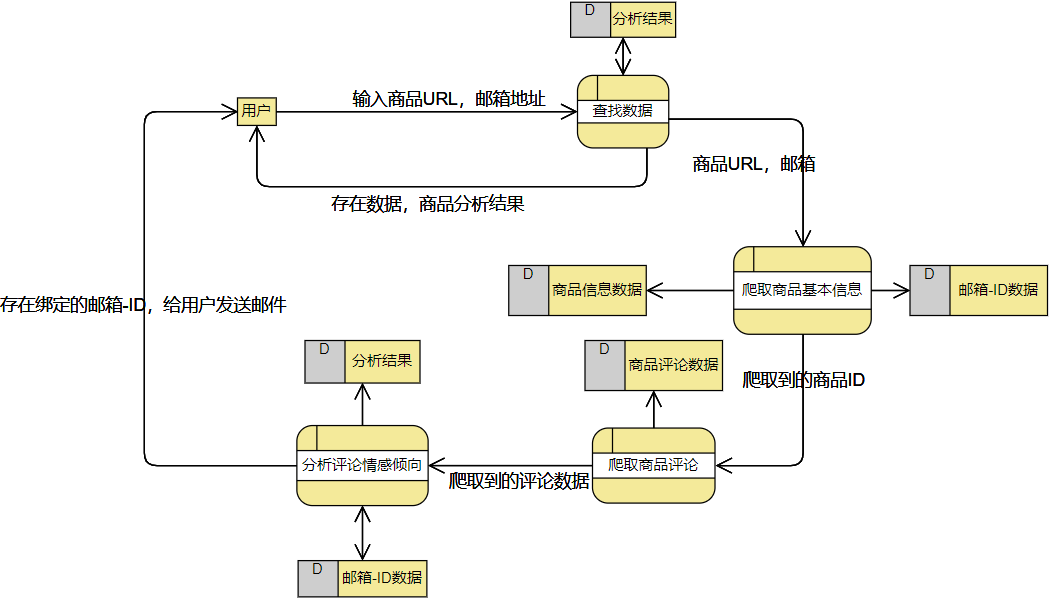 D
分析结果
用户
输入商品URL，邮箱地址
查找数据
商品URL，邮箱
存在数据，商品分析结果
D
商品信息数据
爬取商品基本信息
D
邮箱-ID数据
存在绑定的邮箱-ID，给用户发送邮件
D
分析结果
D
商品评论数据
爬取到的商品ID
分析评论情感倾向
爬取到的评论数据
爬取商品评论
D
邮箱-ID数据